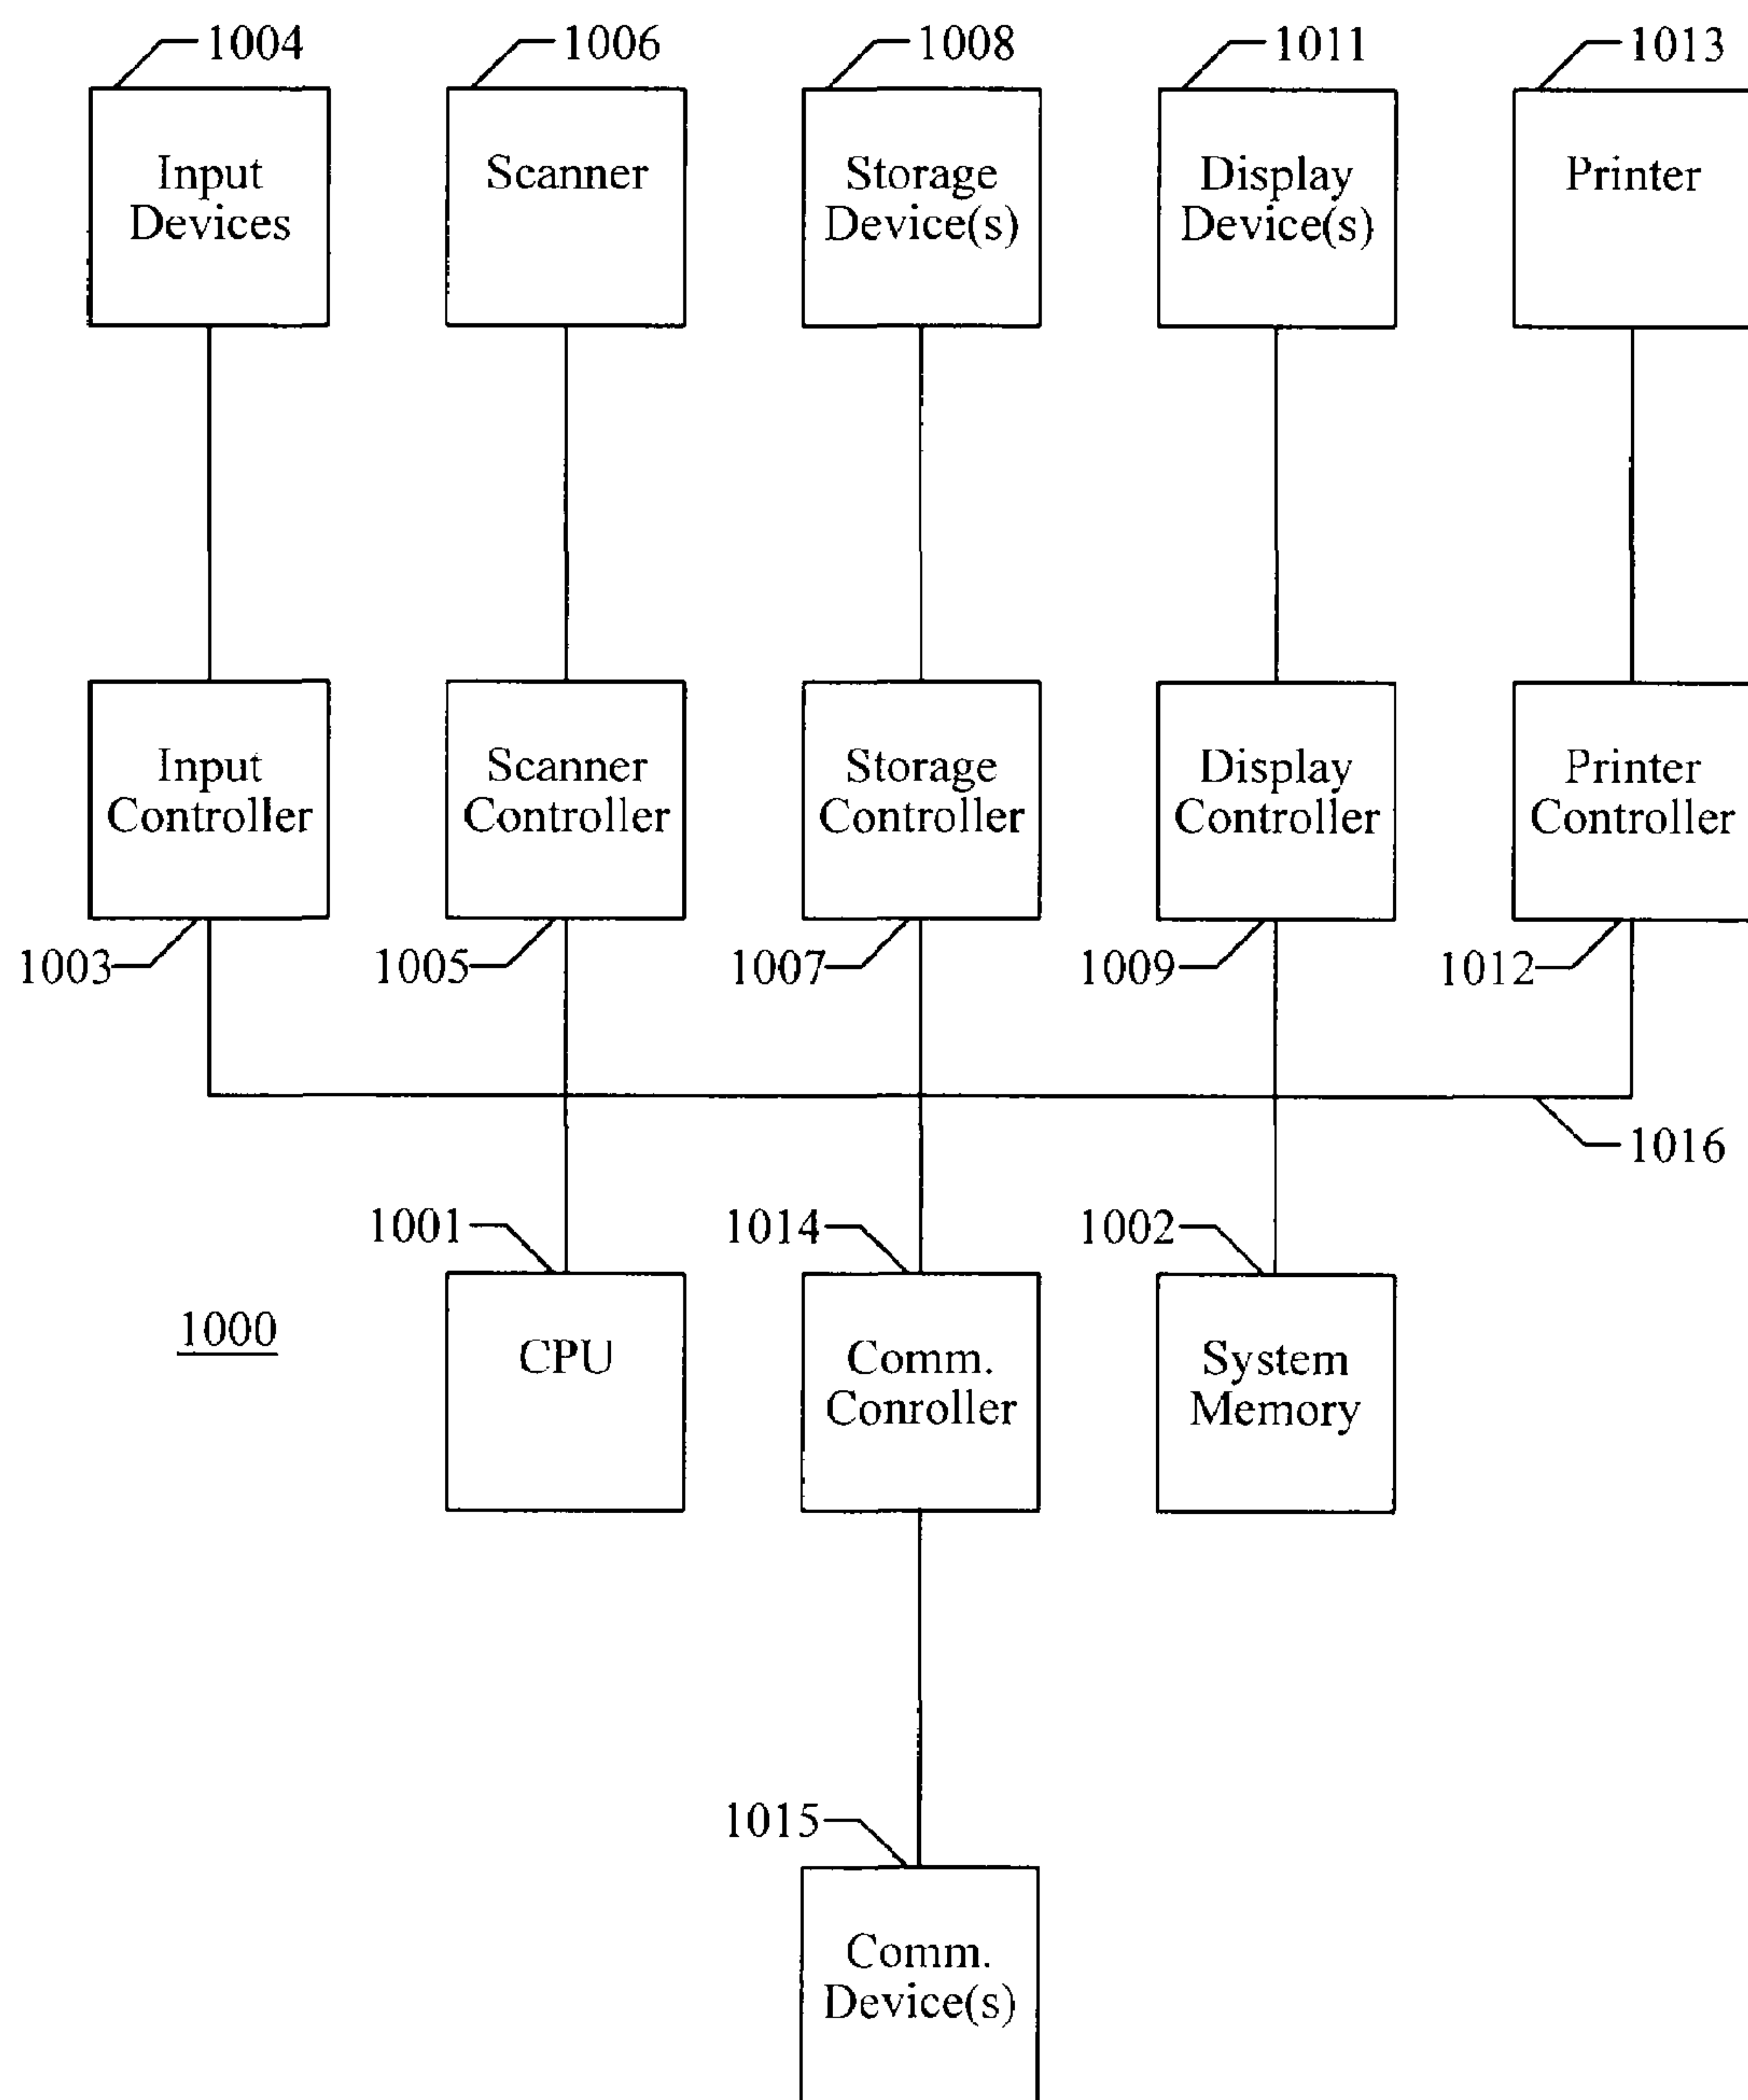 1004
1006
1008
1011
1013
Input
Devices
Scanner
Storage
Device(s)
Display
Device(s)
Printer
Input
Controller
Scanner
Controller
Storage
Controller
Display
Controller
Printer
Controller
1003
1005
1007
1009
1012
1016
1001
1014
1002
1000
CPU
Comm.
Conroller
System
Memory
1015
Comm.
Device(s)